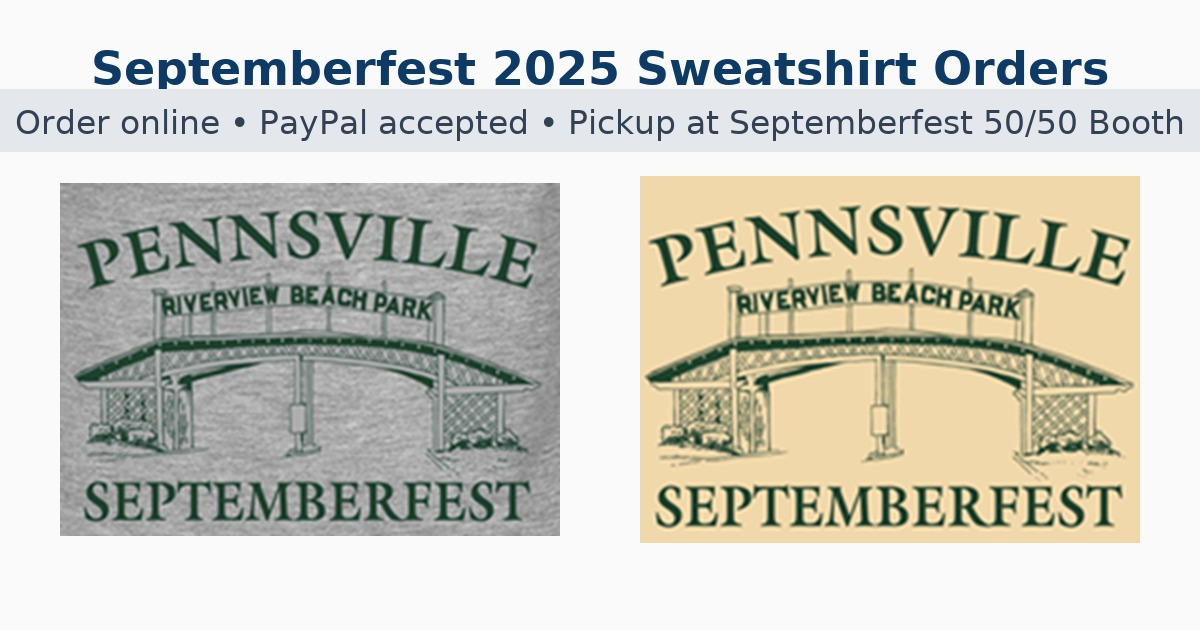 Septemberfest 2025 Sweatshirt Orders
Order online • PayPal accepted • Pickup at Septemberfest 50/50 Booth
PENNSVILLE
RIVERVIEW BEACH PARK
SEPTEMBERFEST
PENNSVILLE
RIVERVIEW BEACH PARK
SEPTEMBERFEST